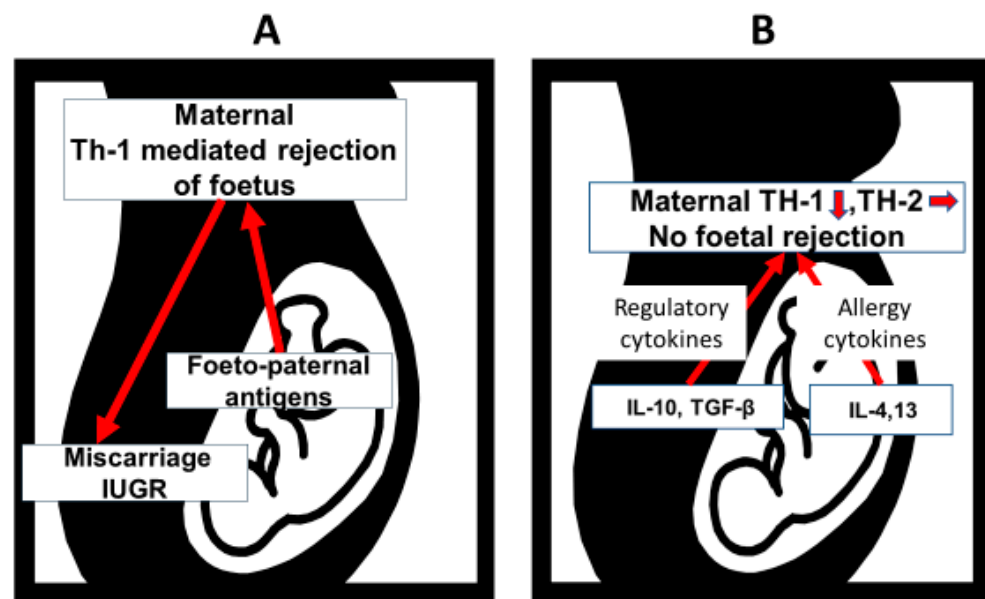 A
B
Maternal
Th-1 mediated rejection
of foetus
Foeto-paternal
antigens
Miscarriage
IUGR
Maternal TH-1 ,TH-2
No foetal rejection
Regulatory
cytokines
Allergy
cytokines
IL-10, TGF-β
IL-4,13